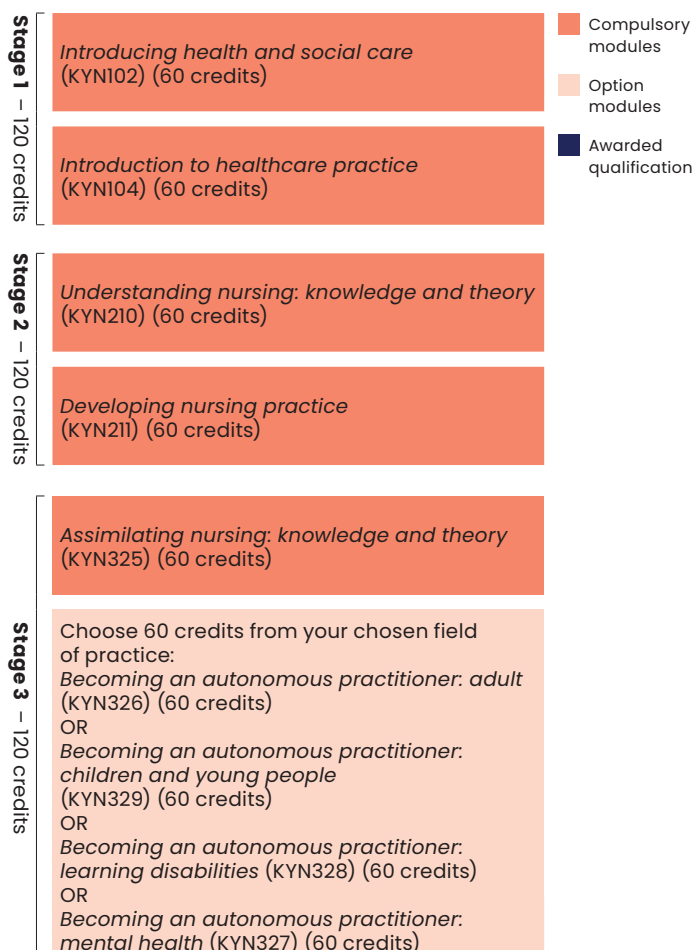 Stage 1 – 120 credits
Introducing health and social care
(KYN102) (60 credits)
Introduction to healthcare practice
(KYN104) (60 credits)
Compulsory
modules
Option
modules
Awarded
qualification
Stage 2 – 120 credits
Understanding nursing: knowledge and theory
(KYN210) (60 credits)
Developing nursing practice
(KYN211) (60 credits)
Stage 3 – 120 credits
Assimilating nursing: knowledge and theory
(KYN325) (60 credits)
Choose 60 credits from your chosen field
of practice:
Becoming an autonomous practitioner: adult
(KYN326) (60 credits)
OR
Becoming an autonomous practitioner:
children and young people
(KYN329) (60 credits)
OR
Becoming an autonomous practitioner:
learning disabilities (KYN328) (60 credits)
OR
Becoming an autonomous practitioner:
mental health (KYN327) (60 credits)